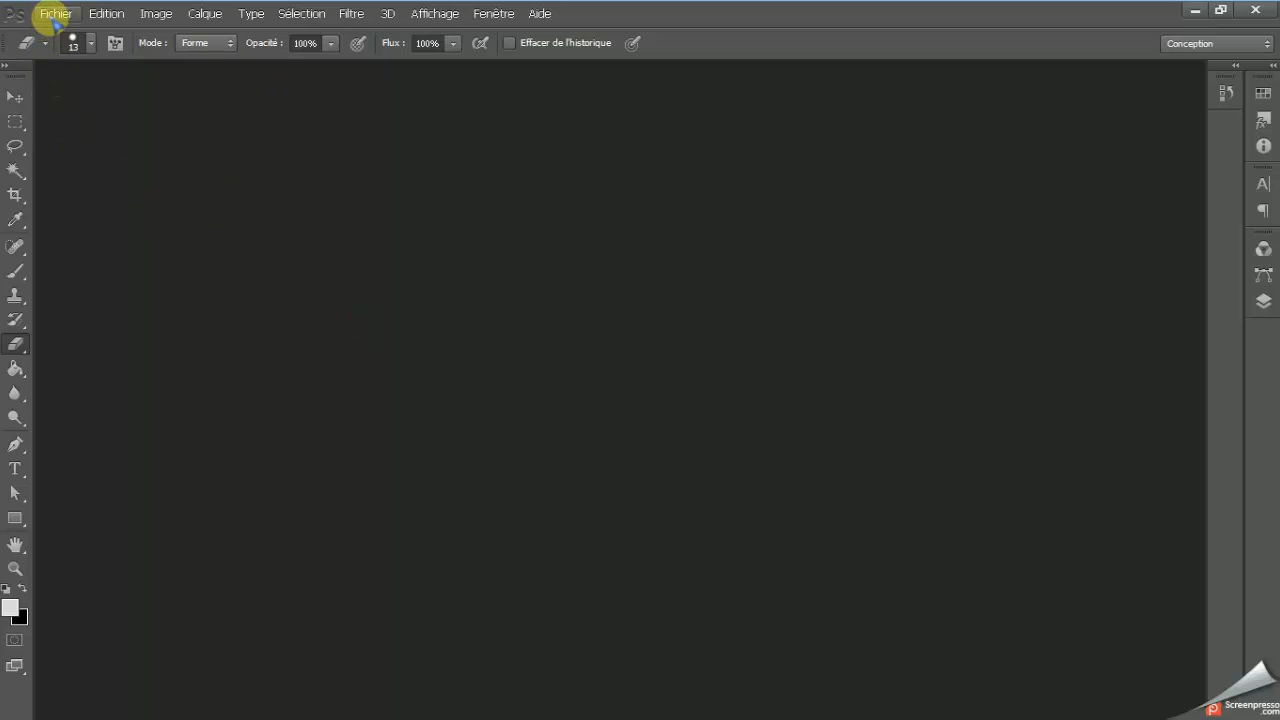 Ps Fichier Edition Image Calque Type Sélection Filtre 3D Affichage Fenêtre Aide
13 Mode : Forme Opacité : 100% Flux : 100% Effacer de l'historique Conception
A
T
Screenpresso
.com